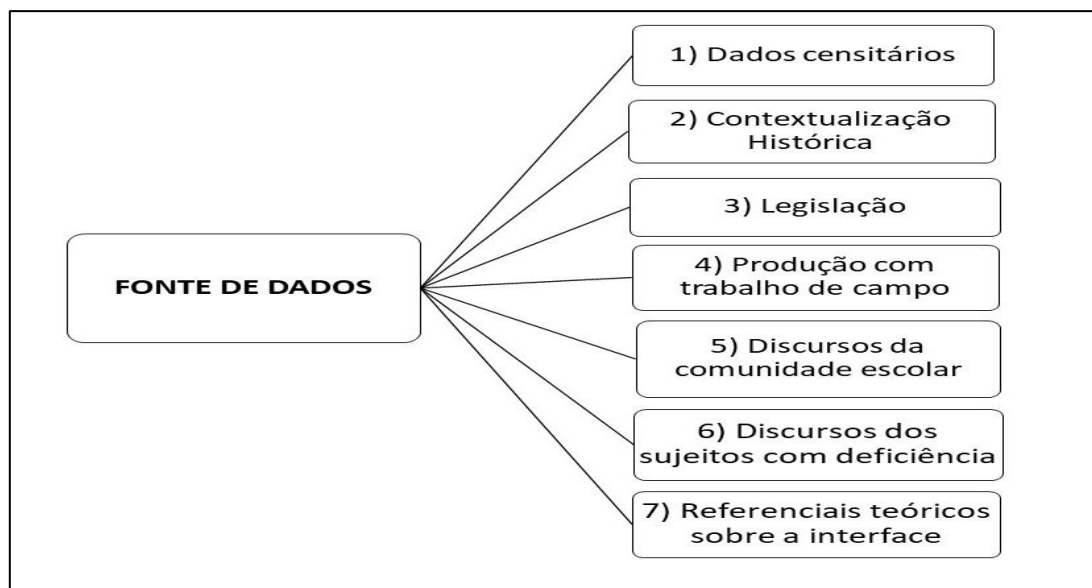 1) Dados censitários
2) Contextualização
Histórica
3) Legislação
FONTE DE DADOS
4) Produção com
trabalho de campo
5) Discursos da
comunidade escolar
6) Discursos dos
sujeitos com deficiência
7) Referenciais teóricos
sobre a interface